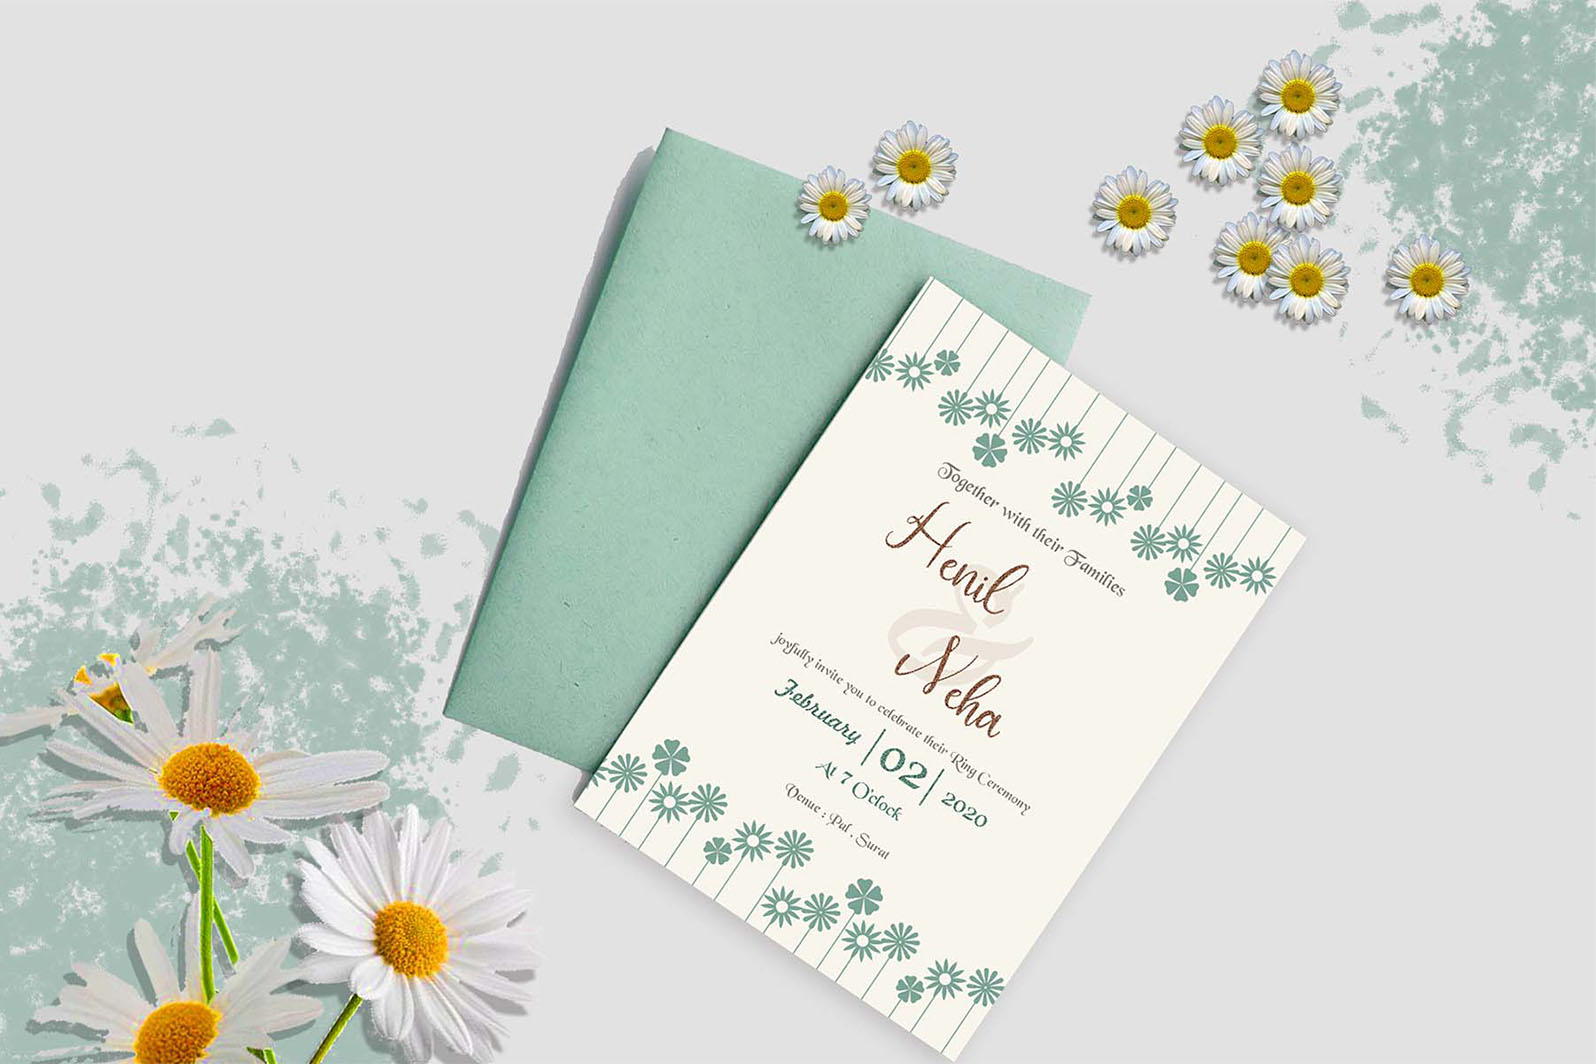 Together with their Families
Henil
&
Neha
joyfully invite you to celebrate their Ring Ceremony
February | 02 | 2020
At 7 O'clock
Venue : Pal , Surat